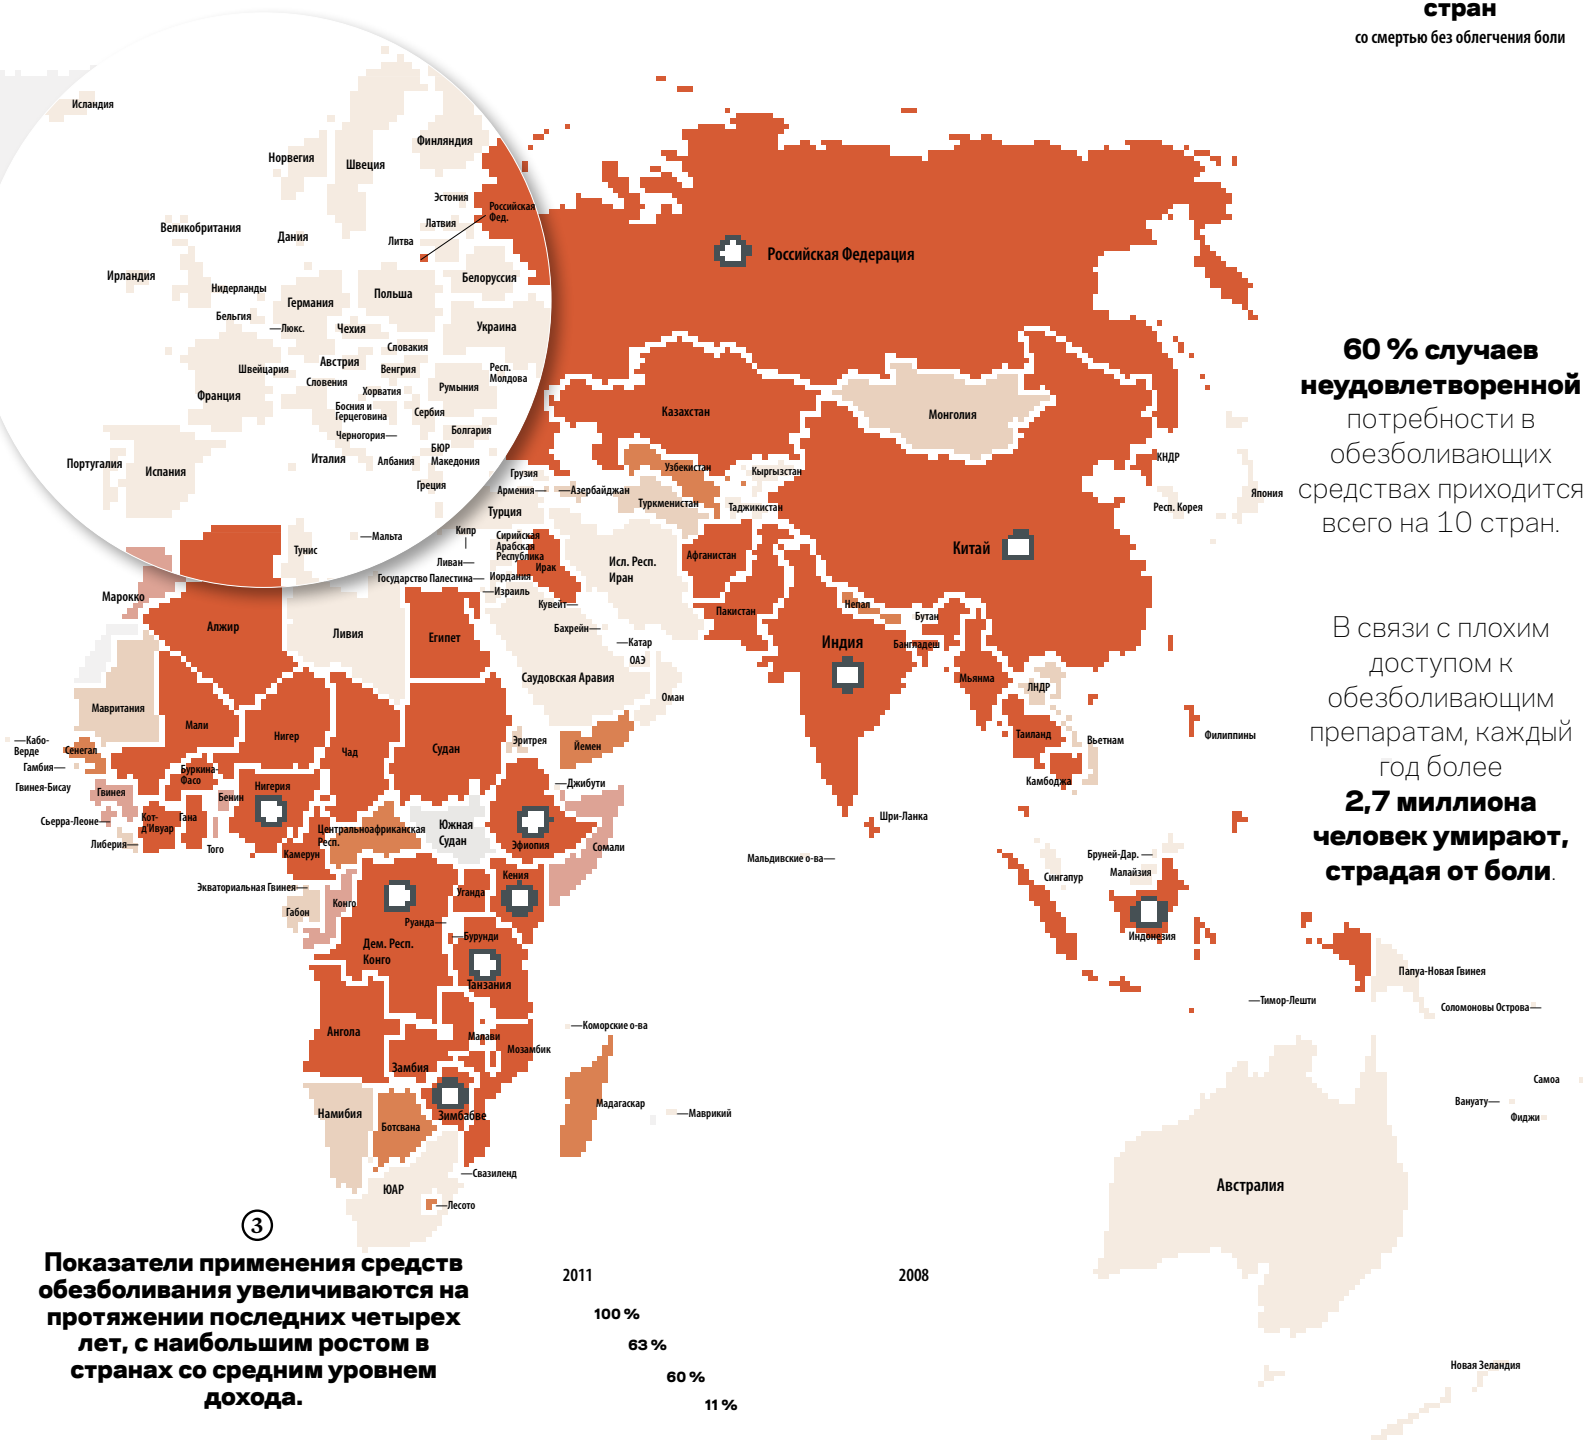 стран
со смертью без облегчения боли
Исландия
Норвегия
Швеция
Финляндия
Эстония
Российская
Фед.
Латвия
Литва
Великобритания
Дания
Ирландия
Нидерланды
Германия
Польша
Белоруссия
Бельгия
—Люкс.
Чехия
Украина
Словакия
Швейцария
Австрия
Венгрия
Респ.
Молдова
Словения
Хорватия
Румыния
Франция
Босния и
Герцеговина
Сербия
Черногория—
Болгария
БЮР
Македония
Португалия
Испания
Италия
Албания
Греция
Российская Федерация
Казахстан
Монголия
Узбекистан
Кыргызстан
КНДР
Япония
Респ. Корея
Грузия
Армения—
—Азербайджан
Туркменистан
Таджикистан
Турция
Тунис
—Мальта
Кипр
Сирийская
Арабская
Республика
Ливан—
Ирак
Исл. Респ.
Иран
Афганистан
Китай
Государство Палестина—
Иордания
—Израиль
Марокко
Кувейт—
Пакистан
Непал
Бутан
Алжир
Ливия
Египет
Бахрейн—
—Катар
ОАЭ
Индия
Бангладеш
Саудовская Аравия
Оман
Мьянма
ЛНДР
Мавритания
Мали
Нигер
Чад
Судан
Эритрея
Йемен
Таиланд
Вьетнам
Филиппины
—Кабо-
Верде
Сенегал
Гамбия—
Гвинея-Бисау
Гвинея
Буркина-
Фасо
Бенин
Нигерия
—Джибути
Камбоджа
Сьерра-Леоне—
Кот-
д'Ивуар
Гана
Либерия—
Того
Камерун
Центральноафриканская
Респ.
Южная
Судан
Эфиопия
Сомали
Шри-Ланка
Мальдивские о-ва—
Бруней-Дар. —
Малайзия
Сингапур
Экваториальная Гвинея—
Габон
Конго
Уганда
Кения
Руанда—
—Бурунди
Дем. Респ.
Конго
Танзания
Индонезия
Папуа-Новая Гвинея
—Тимор-Лешти
Соломоновы Острова—
Ангола
Малави
Мозамбик
—Коморские о-ва
Замбия
Зимбабве
Намибия
Ботсвана
Мадагаскар
—Маврикий
Самоа
Вануату—
Фиджи
ЮАР
—Свазиленд
—Лесото
Австралия
Новая Зеландия
60 % случаев
неудовлетворенной
потребности в
обезболивающих
средствах приходится
всего на 10 стран.
В связи с плохим
доступом к
обезболивающим
препаратам, каждый
год более
2,7 миллиона
человек умирают,
страдая от боли.
3
Показатели применения средств
обезболивания увеличиваются на
протяжении последних четырех
лет, с наибольшим ростом в
странах со средним уровнем
дохода.
2011
2008
100 %
63 %
60 %
11 %